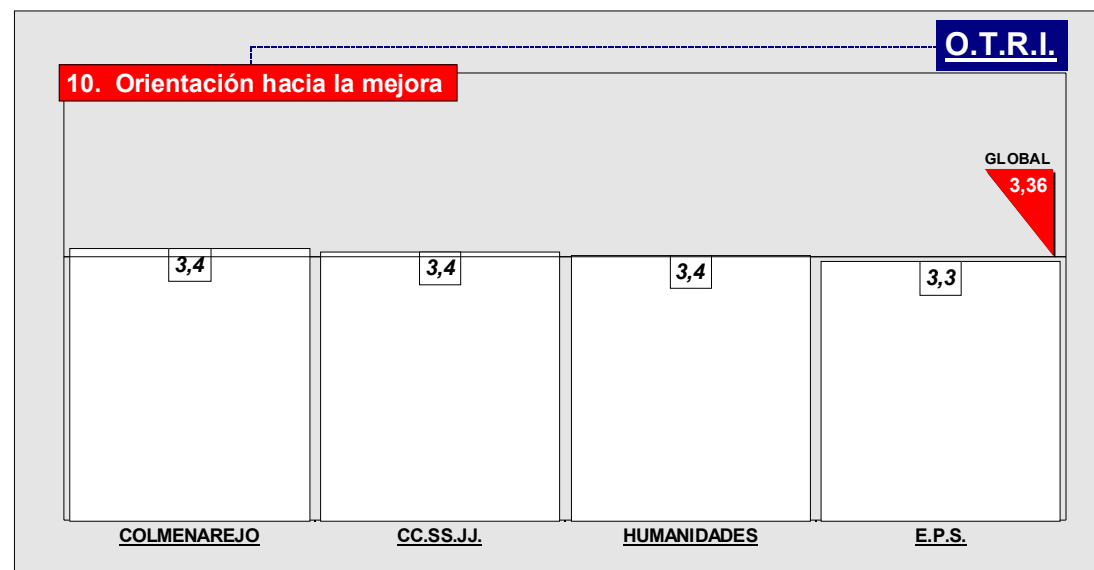 O.T.R.I.
10. Orientación hacia la mejora
GLOBAL
3,36
3,4
3,4
3,4
3,3
COLMENAREJO
CC.SS.JJ.
HUMANIDADES
E.P.S.